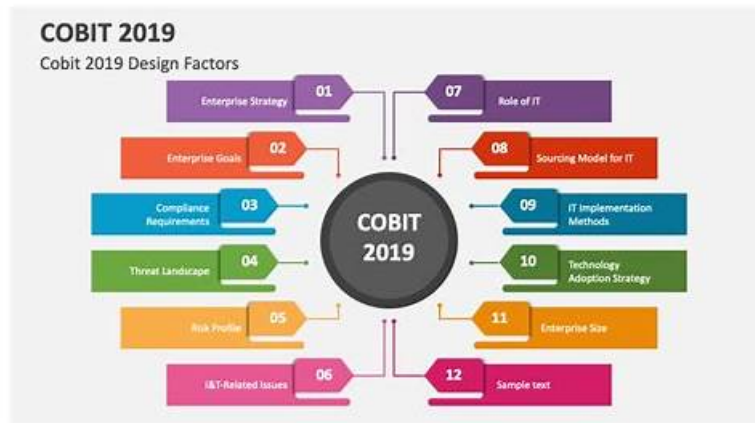 COBIT 2019
Cobit 2019 Design Factors
01
Enterprise Strategy
02
Enterprise Goals
03
Compliance
Requirements
04
Threat Landscape
05
Risk Profile
06
I&T-Related Issues
COBIT
2019
07
Role of IT
08
Sourcing Model for IT
09
IT Implementation
Methods
10
Technology
Adoption Strategy
11
Enterprise Size
12
Sample text